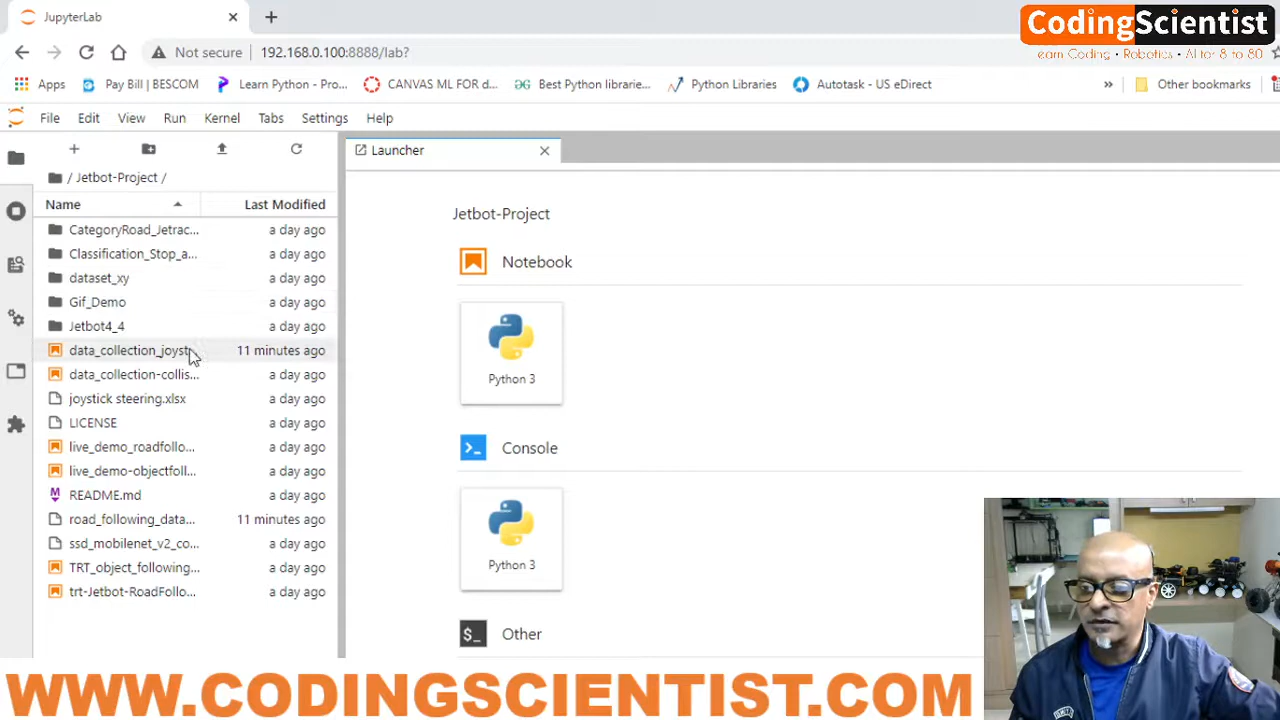 JupyterLab
CodingScientist
earn Coding • Robotics • AI for 8 to 80
Not secure 192.168.0.100:8888/lab?
Apps Pay Bill | BESCOM Learn Python - Pro... CANVAS ML FOR d... Best Python librarie... Python Libraries Autotask - US eDirect » Other bookmarks
File Edit View Run Kernel Tabs Settings Help
Launcher
/ Jetbot-Project /
Name Last Modified
CategoryRoad_Jetrac... a day ago
Classification_Stop_a... a day ago
dataset_xy a day ago
Gif_Demo a day ago
Jetbot4_4 a day ago
data_collection_joyst 11 minutes ago
data_collection-collis... a day ago
joystick steering.xlsx a day ago
LICENSE a day ago
live_demo_roadfollo... a day ago
live_demo-objectfoll... a day ago
README.md a day ago
road_following_data... 11 minutes ago
ssd_mobilenet_v2_co... a day ago
TRT_object_following... a day ago
trt-Jetbot-RoadFollo... a day ago
Jetbot-Project
Notebook
Python 3
>_ Console
Python 3
$_ Other
WWW.CODINGSCIENTIST.COM